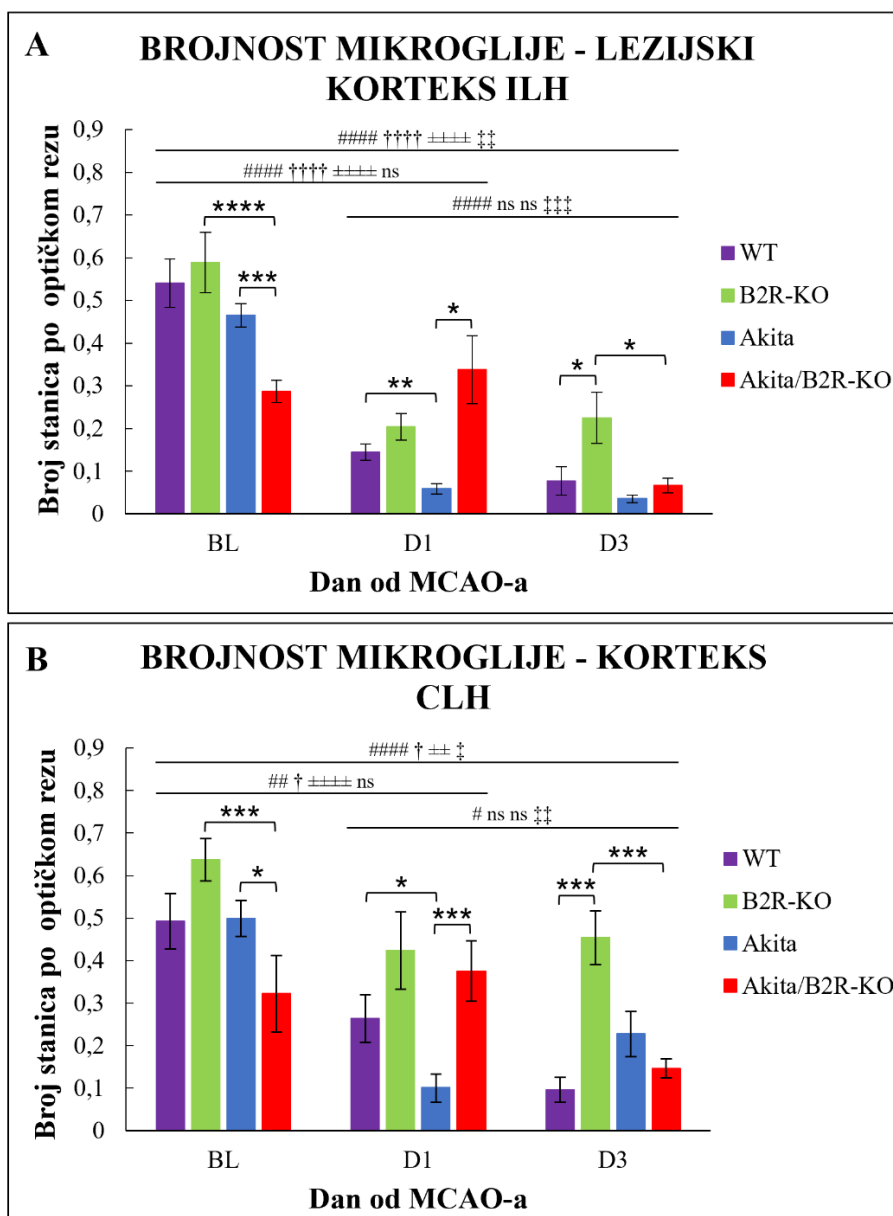 A
BROJNOST MIKROGLIJE - LEZIJSKI
KORTEKS ILH
0,9
0,8
0,7
0,6
0,5
0,4
0,3
0,2
0,1
0
Broj stanica po optičkom rezu
#### †††† ±±±± ‡‡
#### †††† ±±±± ns
#### ns ns ‡‡‡
****
***
**
*
*
*
BL D1 D3
Dan od MCAO-a
WT
B2R-KO
Akita
Akita/B2R-KO
B
BROJNOST MIKROGLIJE - KORTEKS
CLH
0,9
0,8
0,7
0,6
0,5
0,4
0,3
0,2
0,1
0
Broj stanica po optičkom rezu
#### † ±± ‡
## † ±±±± ns
# ns ns ‡‡
***
*
*
***
***
***
BL D1 D3
Dan od MCAO-a
WT
B2R-KO
Akita
Akita/B2R-KO